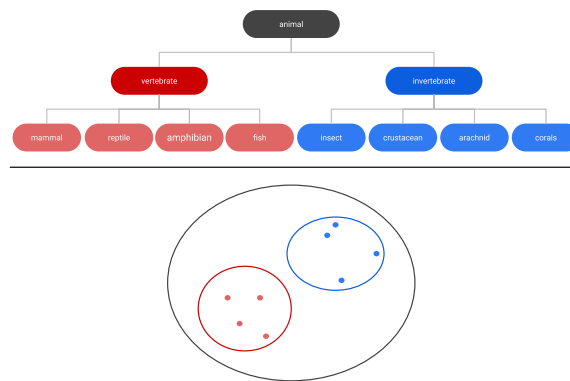 animal
vertebrate
invertebrate
mammal
reptile
amphibian
fish
insect
crustacean
arachnid
corals